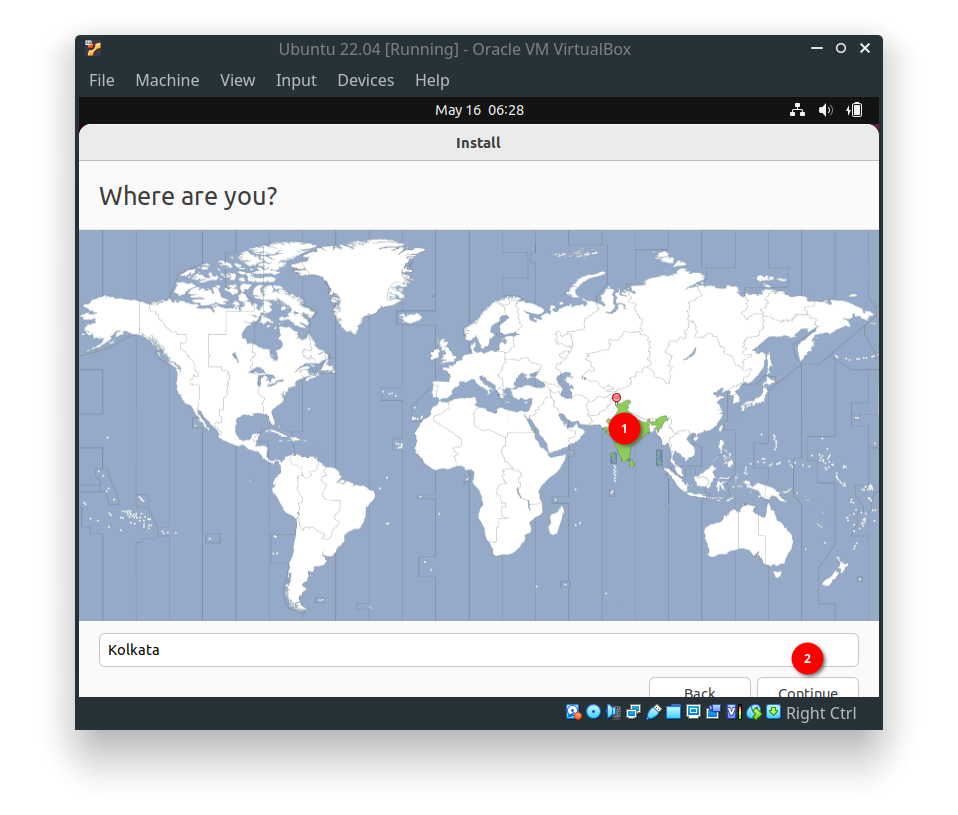 Ubuntu 22.04 [Running] - Oracle VM VirtualBox
File Machine View Input Devices Help
May 16 06:28
Install
Where are you?
1
Kolkata
2
Back Continue
Right Ctrl